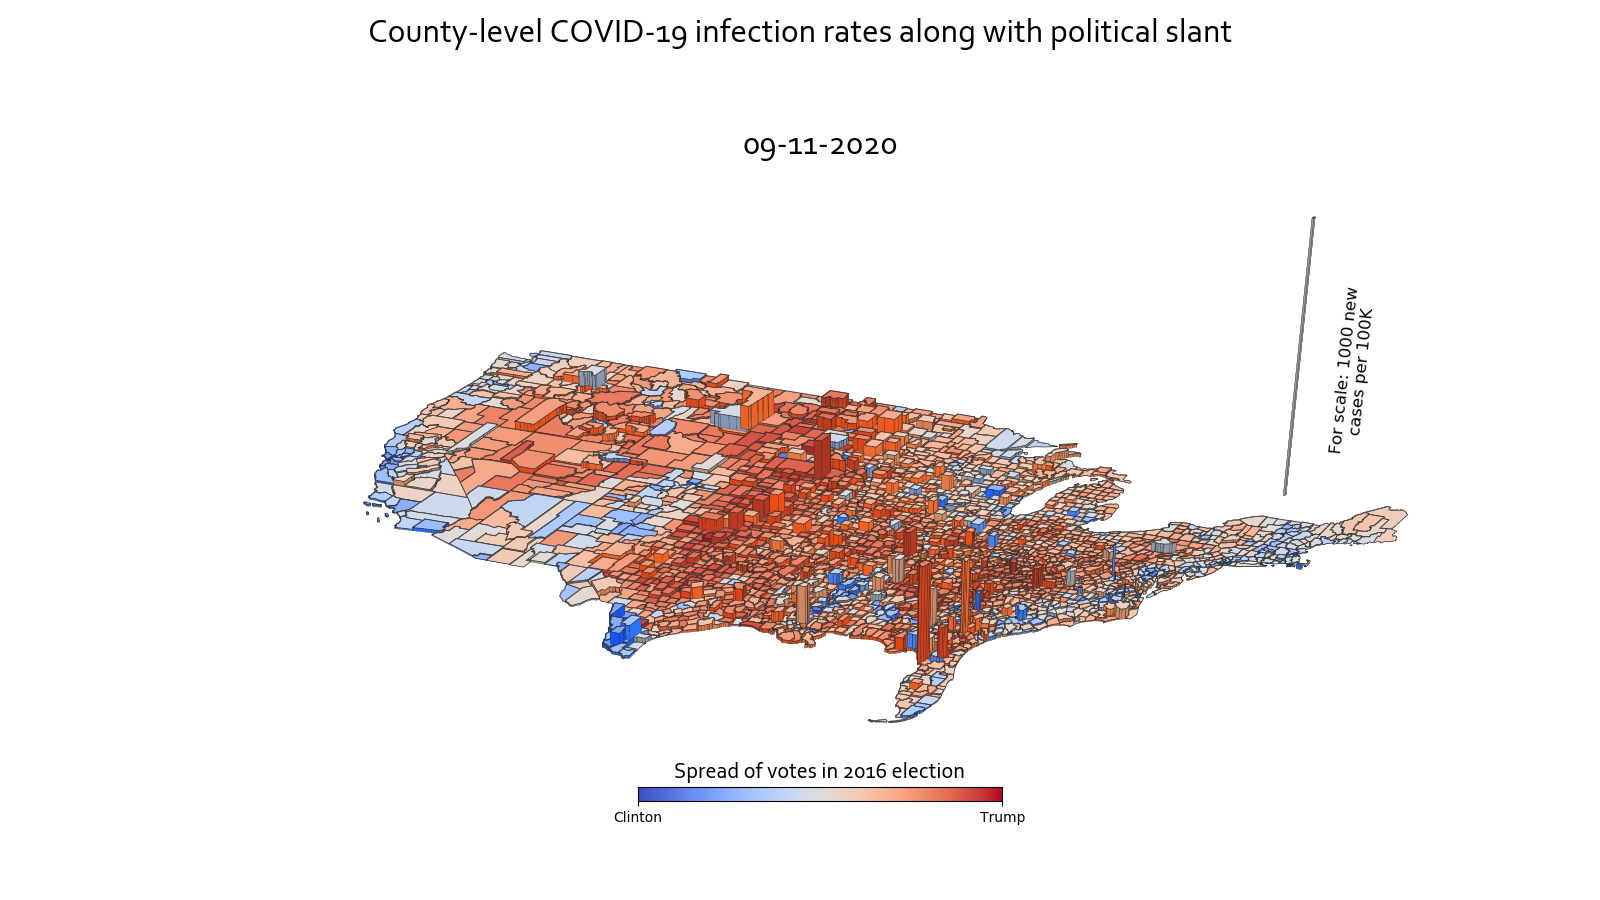 County-level COVID-19 infection rates along with political slant
09-11-2020
For scale: 1000 new
cases per 100K
Spread of votes in 2016 election
Clinton
Trump